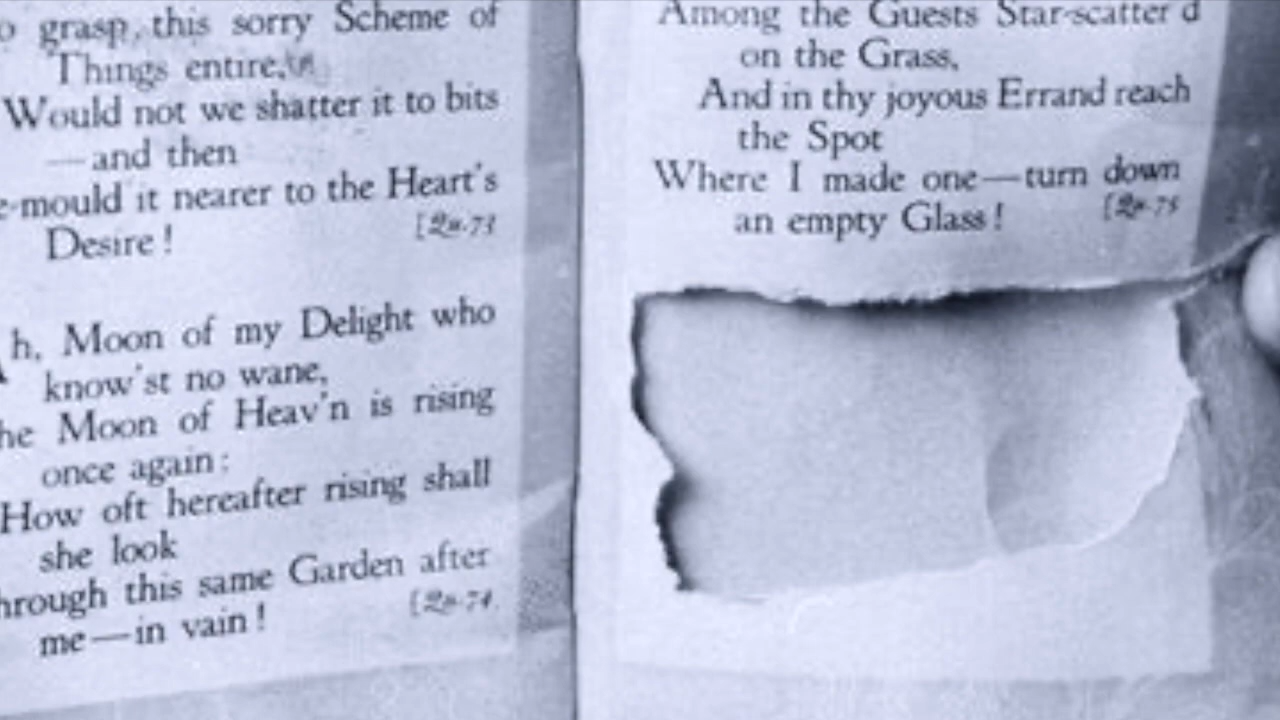 grasp, this sorry Scheme of
Things entire,
Would not we shatter it to bits
—and then
e-mould it nearer to the Heart's
Desire!
h, Moon of my Delight who
know'st no wane,
he Moon of Heav'n is rising
once again:
How oft hereafter rising shall
she look
hrough this same Garden after
me—in vain!
Among the Guests Star-scatter'd
on the Grass,
And in thy joyous Errand reach
the Spot
Where I made one—turn down
an empty Glass!